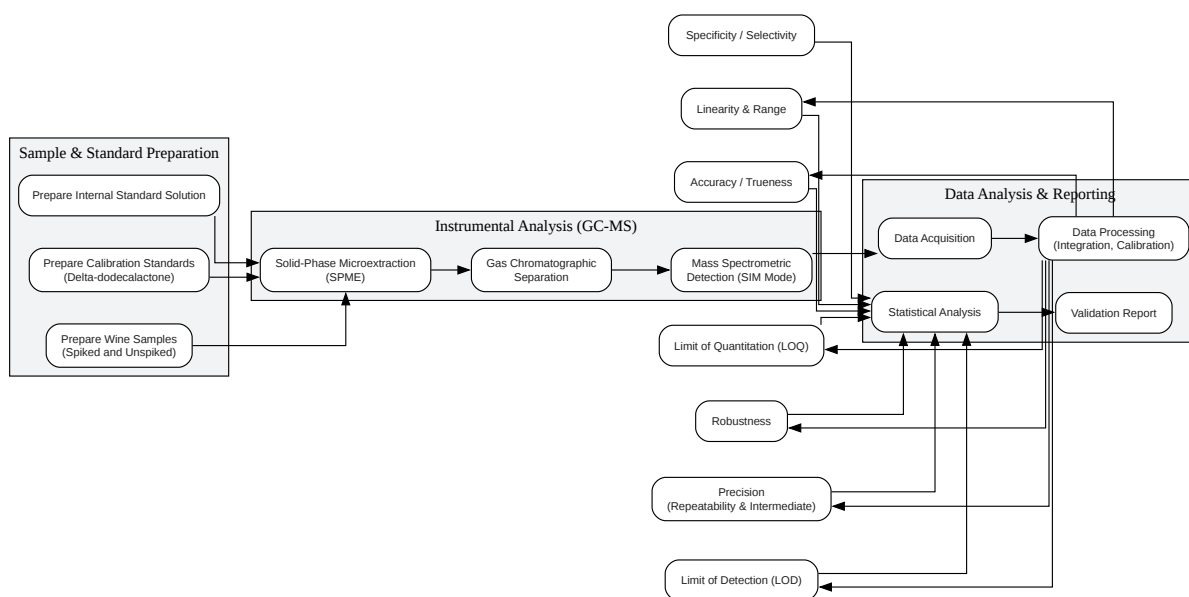 Specificity / Selectivity
Linearity & Range
Accuracy / Trueness
Sample & Standard Preparation
Prepare Internal Standard Solution
Prepare Calibration Standards
(Delta-dodecalactone)
Prepare Wine Samples
(Spiked and Unspiked)
Instrumental Analysis (GC-MS)
Solid-Phase Microextraction
(SPME)
Gas Chromatographic
Separation
Mass Spectrometric
Detection (SIM Mode)
Data Analysis & Reporting
Data Acquisition
Data Processing
(Integration, Calibration)
Statistical Analysis
Validation Report
Limit of Quantitation (LOQ)
Robustness
Precision
(Repeatability & Intermediate)
Limit of Detection (LOD)